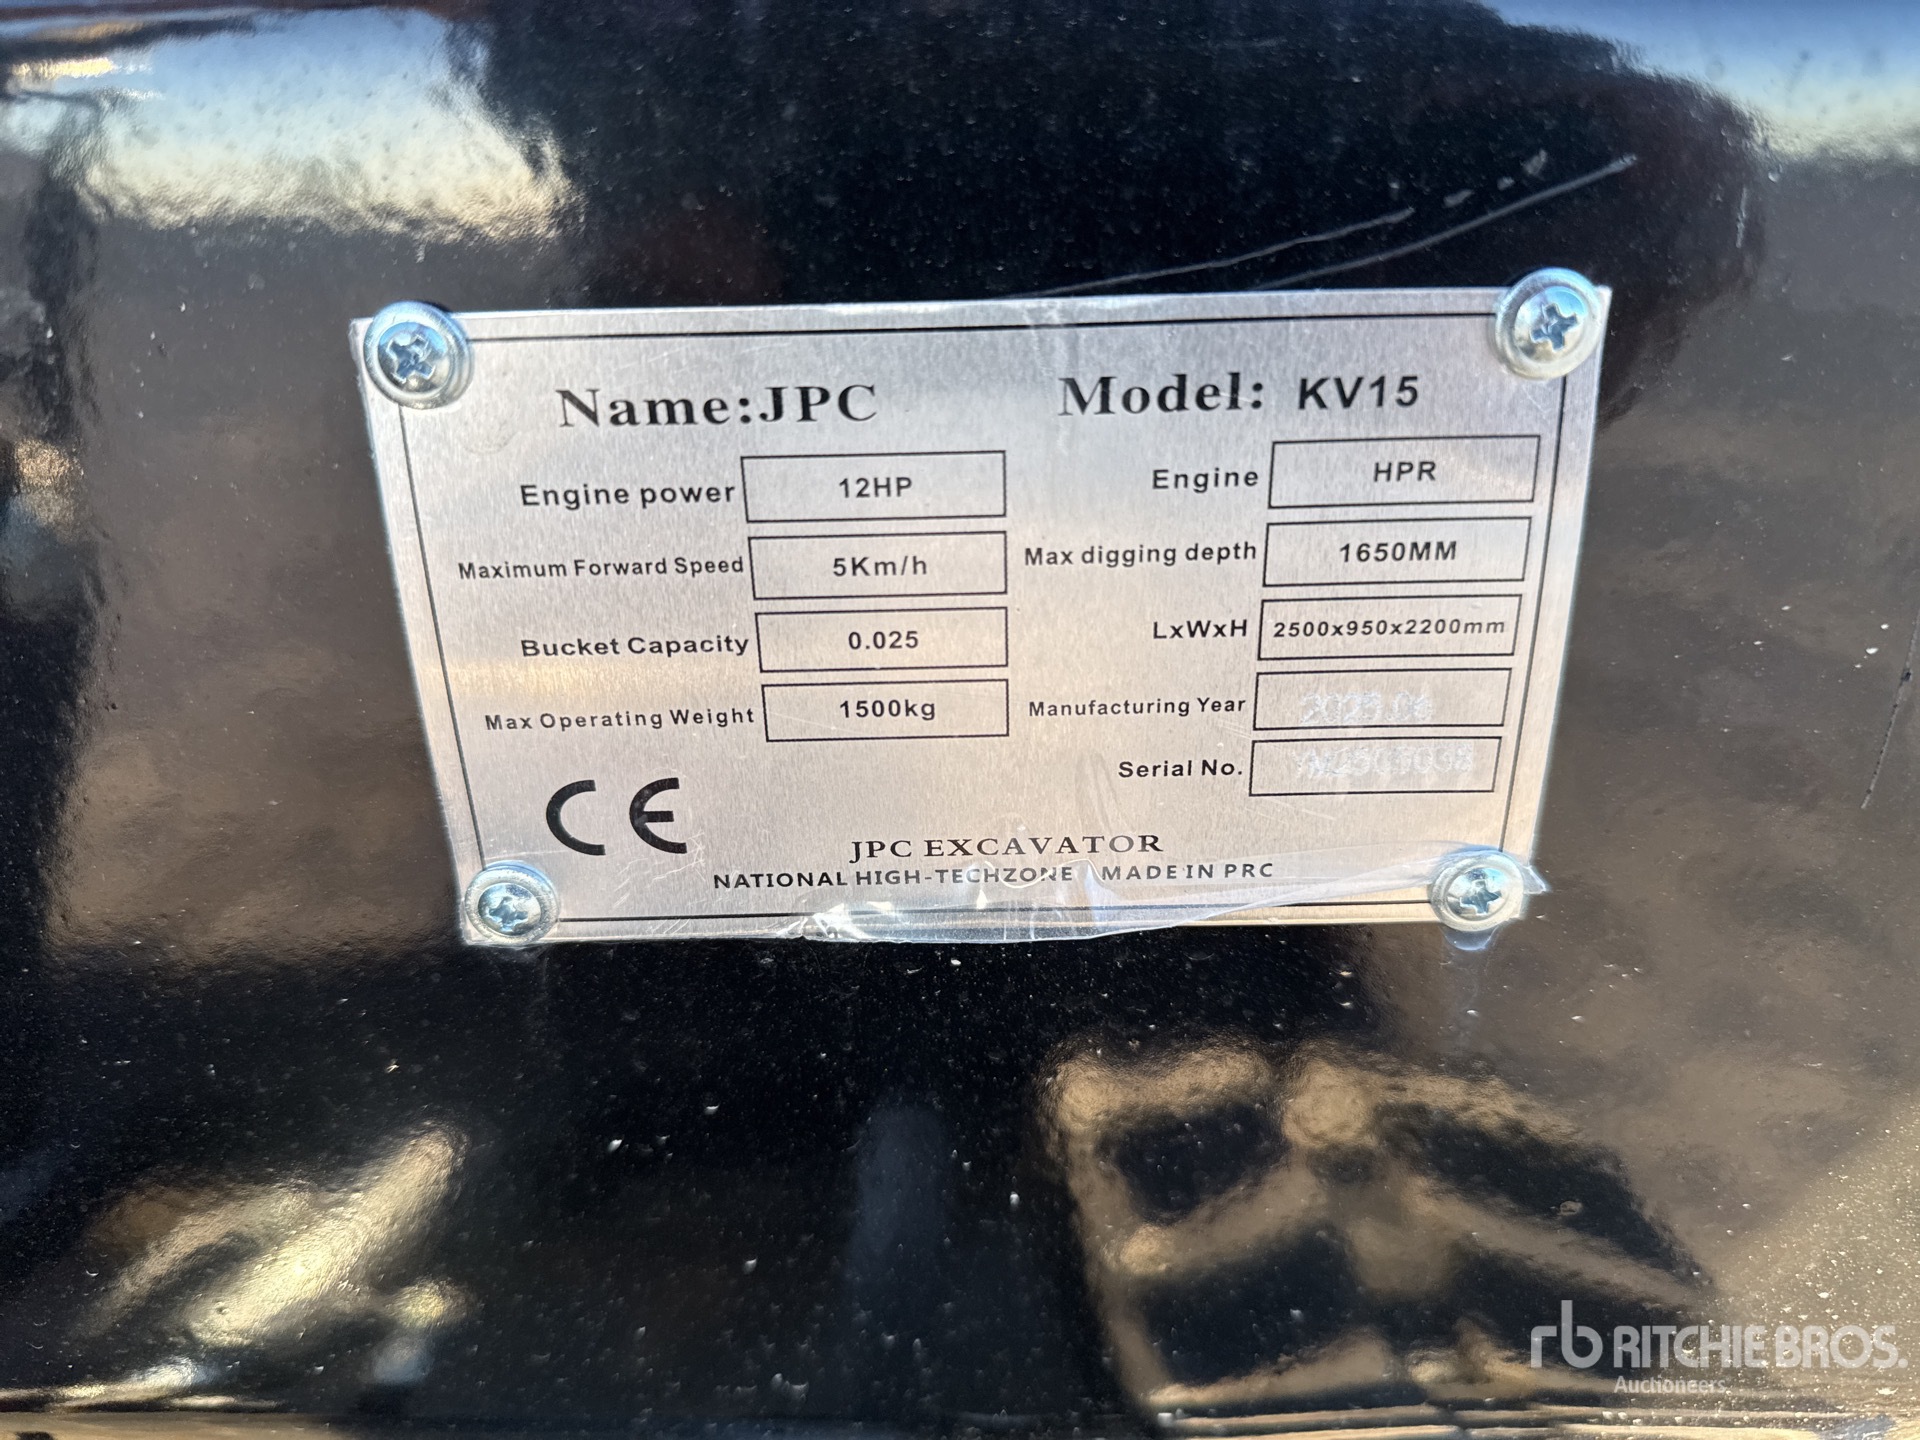 Name:JPC Model: KV15
Engine power 12HP Engine HPR
Maximum Forward Speed 5Km/h Max digging depth 1650MM
Bucket Capacity 0.025 LxWxH 2500x950x2200mm
Max Operating Weight 1500kg Manufacturing Year
Serial No.
CE
JPC EXCAVATOR
NATIONAL HIGH-TECHZONE MADE IN PRC
rb RITCHIE BROS.
Auctioneers